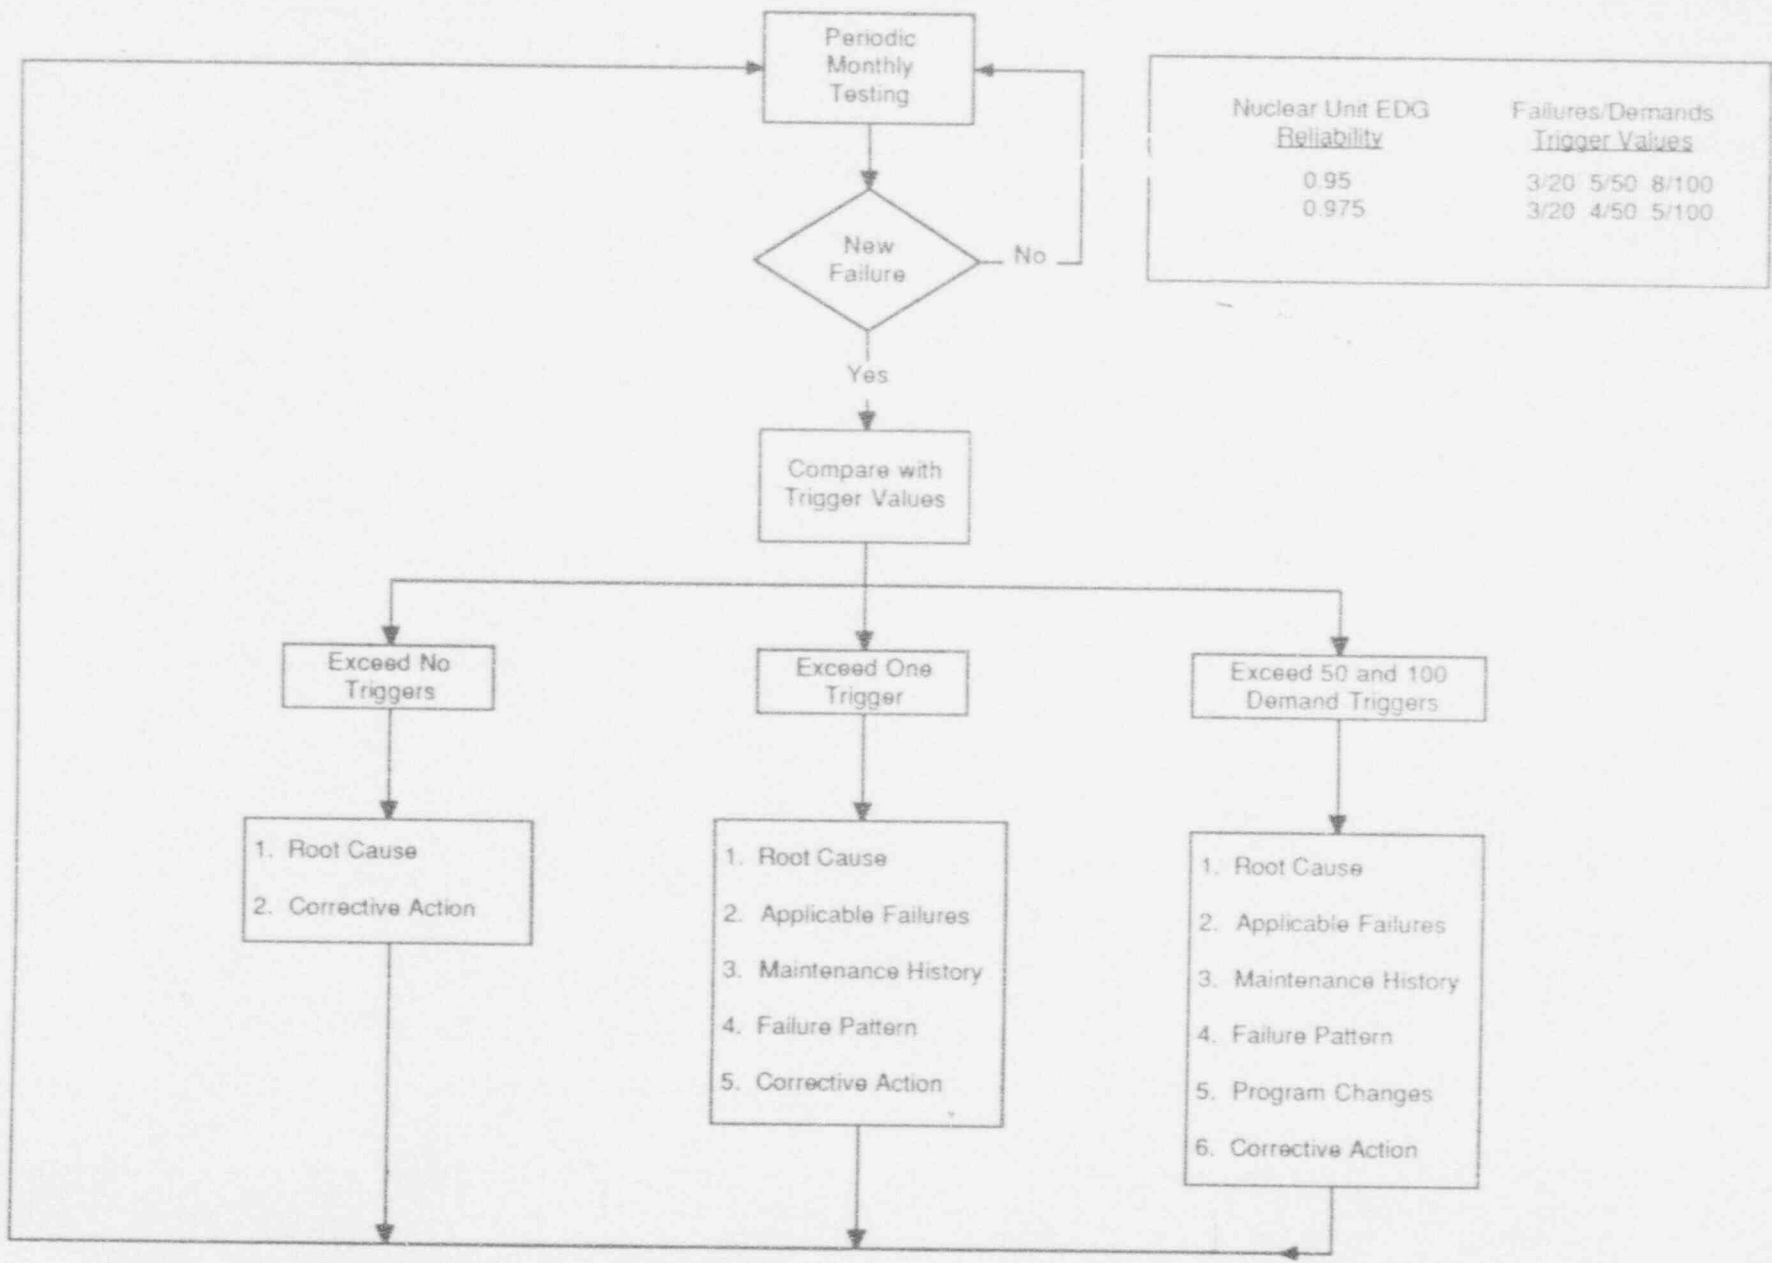 Periodic
Monthly
Testing
Nuclear Unit EDG
Reliability
Failures/Demands
Trigger Values
0.95
3/20 5/50 8/100
0.975
3/20 4/50 5/100
New
Failure
No
Yes
Compare with
Trigger Values
Exceed No
Triggers
Exceed One
Trigger
Exceed 50 and 100
Demand Triggers
1. Root Cause
2. Corrective Action
1. Root Cause
2. Applicable Failures
3. Maintenance History
4. Failure Pattern
5. Corrective Action
1. Root Cause
2. Applicable Failures
3. Maintenance History
4. Failure Pattern
5. Program Changes
6. Corrective Action